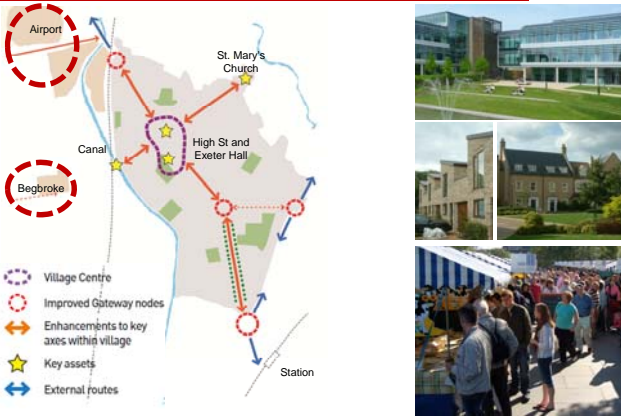 Airport
St. Mary's
Church
High St and
Exeter Hall
Canal
Begbroke
Village Centre
Improved Gateway nodes
Enhancements to key
axes within village
Key assets
External routes
Station